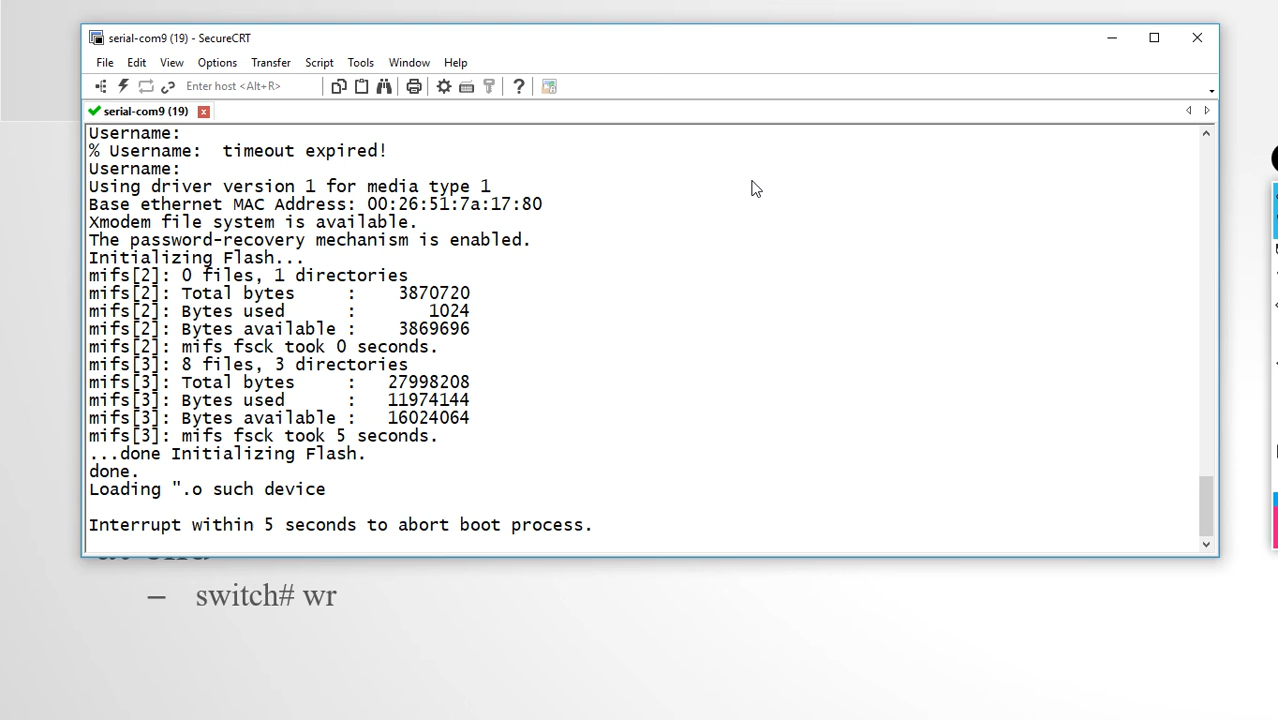 serial-com9 (19) - SecureCRT
File Edit View Options Transfer Script Tools Window Help
Enter host <Alt+R>
serial-com9 (19)
Username:
% Username:  timeout expired!
Username:
Using driver version 1 for media type 1
Base ethernet MAC Address: 00:26:51:7a:17:80
Xmodem file system is available.
The password-recovery mechanism is enabled.
Initializing Flash...
mifs[2]: 0 files, 1 directories
mifs[2]: Total bytes     :    3870720
mifs[2]: Bytes used      :       1024
mifs[2]: Bytes available :    3869696
mifs[2]: mifs fsck took 0 seconds.
mifs[3]: 8 files, 3 directories
mifs[3]: Total bytes     :   27998208
mifs[3]: Bytes used      :   11974144
mifs[3]: Bytes available :   16024064
mifs[3]: mifs fsck took 5 seconds.
...done Initializing Flash.
done.
Loading ".o such device
Interrupt within 5 seconds to abort boot process.
– switch# wr